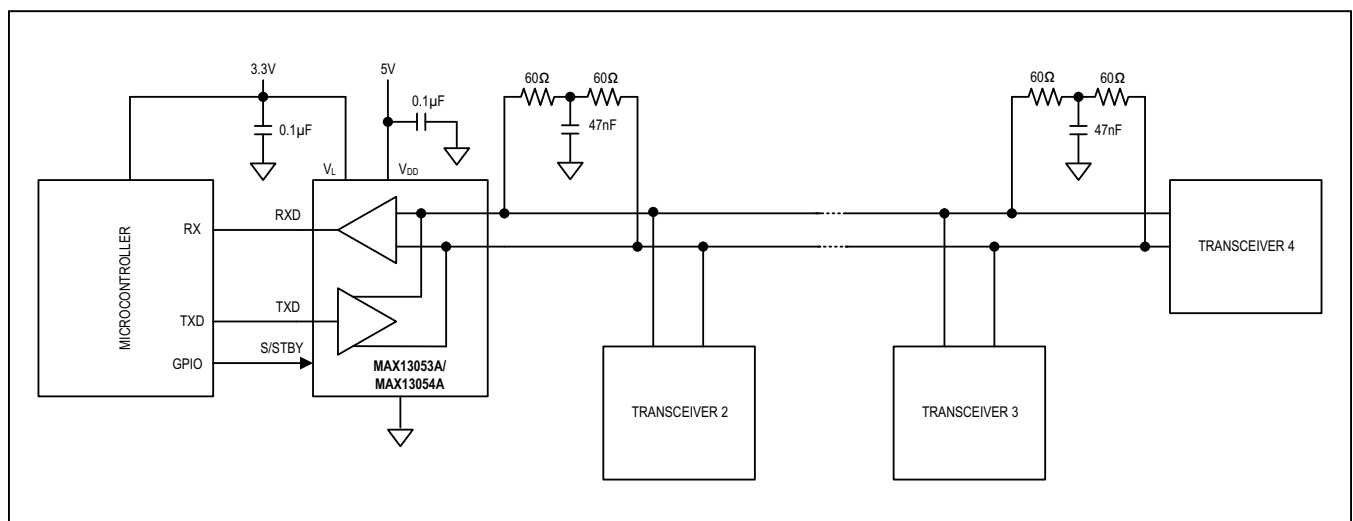 3.3V
5V
60Ω
60Ω
60Ω
60Ω
0.1µF
0.1µF
47nF
47nF
VL
VDD
MICROCONTROLLER
RX
RXD
TXD
TXD
GPIO
S/STBY
MAX13053A/
MAX13054A
TRANSCEIVER 2
TRANSCEIVER 3
TRANSCEIVER 4